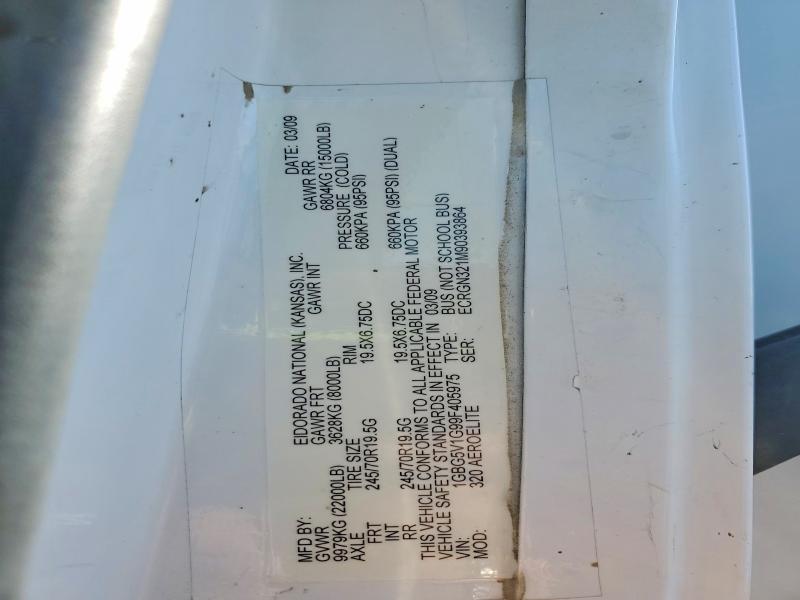 MFD BY: ElDORADO NATIONAL (KANSAS), INC. DATE: 03/09
GVWR GAWR FRT GAWR INT GAWR RR
9979KG (22000LB) 3628KG (8000LB) 6804KG (15000LB)
AXLE TIRE SIZE RIM PRESSURE (COLD)
FRT 245/70R19.5G 19.5X6.75DC 660KPA (95PSI)
INT
RR 245/70R19.5G 19.5X6.75DC 660KPA (95PSI) (DUAL)
THIS VEHICLE CONFORMS TO ALL APPLICABLE FEDERAL MOTOR
VEHICLE SAFETY STANDARDS IN EFFECT IN 03/09
VIN: 1GBG5V1G99F405975 TYPE: BUS (NOT SCHOOL BUS)
MOD: 320 AEROELITE SER: ECRGN321M90393864